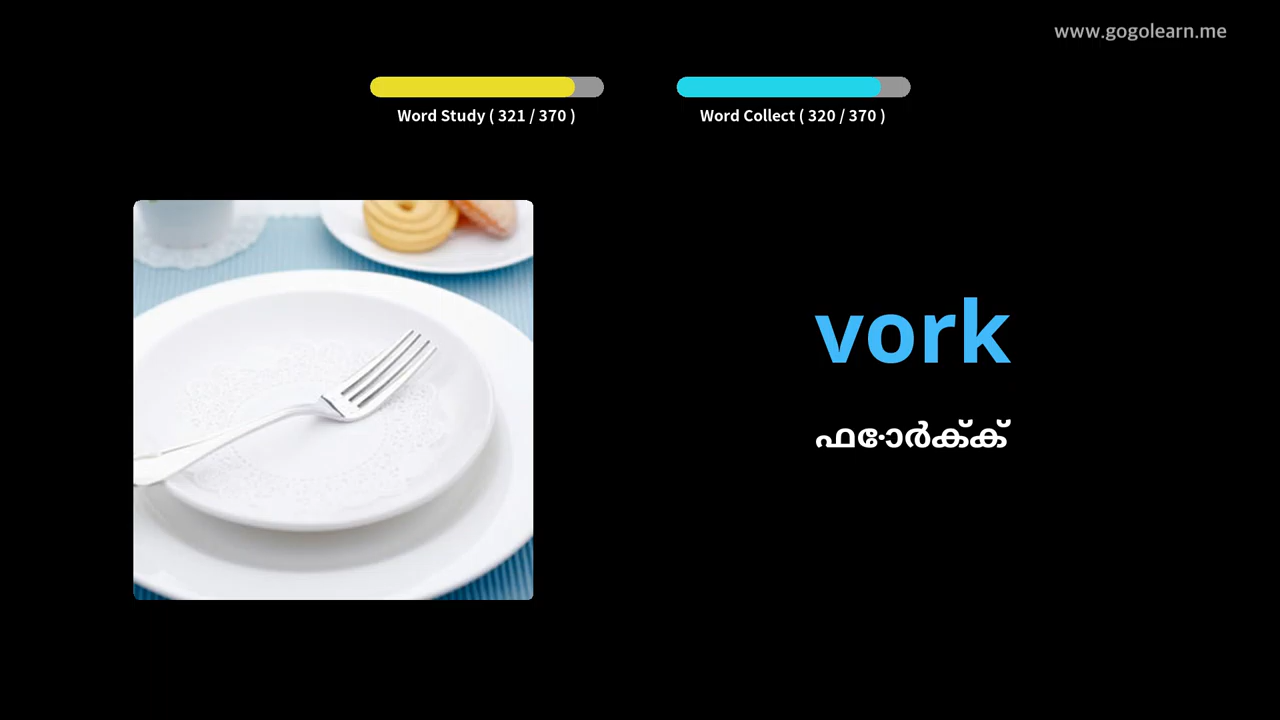 www.gogolearn.me
Word Study ( 321 / 370 )
Word Collect ( 320 / 370 )
vork
ഫോർക്ക്